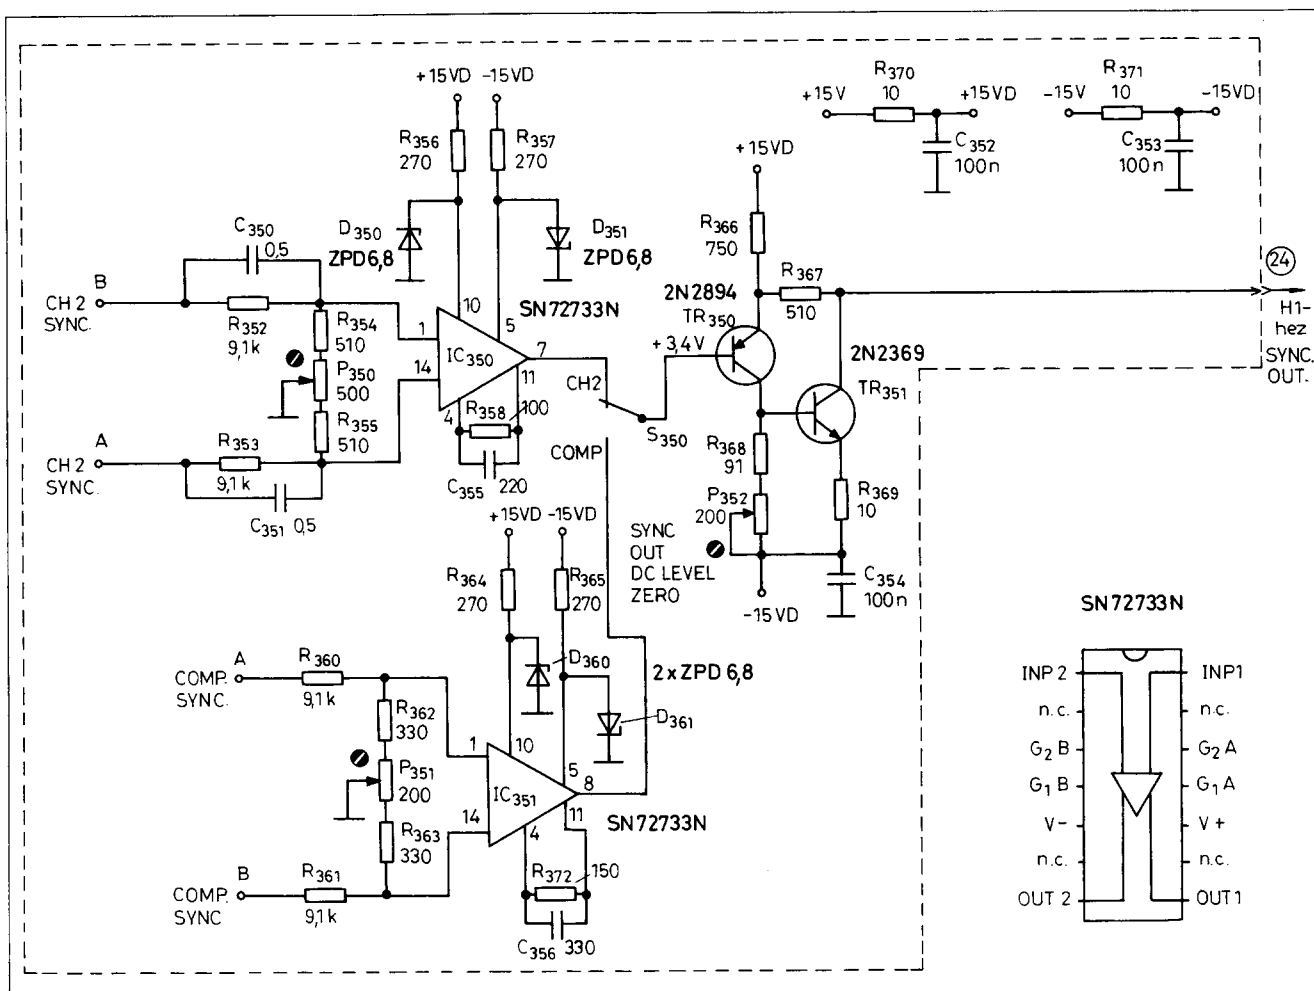 +15VD
-15VD
R356
270
R357
270
D350
ZPD6,8
D351
ZPD6,8
C350
0,5
B
CH 2
SYNC.
R352
9,1k
R354
510
P350
500
R355
510
A
CH 2
SYNC.
R353
9,1k
C351 0,5
10
5
SN72733N
1
14
IC350
7
11
4
R358
100
C355
220
CH2
S350
COMP
+15VD
R366
750
R367
510
2N2894
TR350
+3,4V
2N2369
TR351
R368
91
P352
200
R369
10
SYNC
OUT
DC LEVEL
ZERO
-15VD
C354
100n
R370
10
+15V
+15VD
C352
100n
R371
10
-15V
-15VD
C353
100n
24
H1-
hez
SYNC.
OUT.
+15VD
-15VD
R364
270
R365
270
D360
2xZPD 6,8
D361
COMP.
SYNC.
A
R360
9,1k
R362
330
P351
200
R363
330
COMP.
SYNC
B
R361
9,1k
1
14
10
5
IC351
8
11
4
SN72733N
R372
150
C356
330
SN72733N
INP 2
INP1
n.c.
n.c.
G2 B
G2 A
G1 B
G1 A
V-
V+
n.c.
n.c.
OUT 2
OUT1